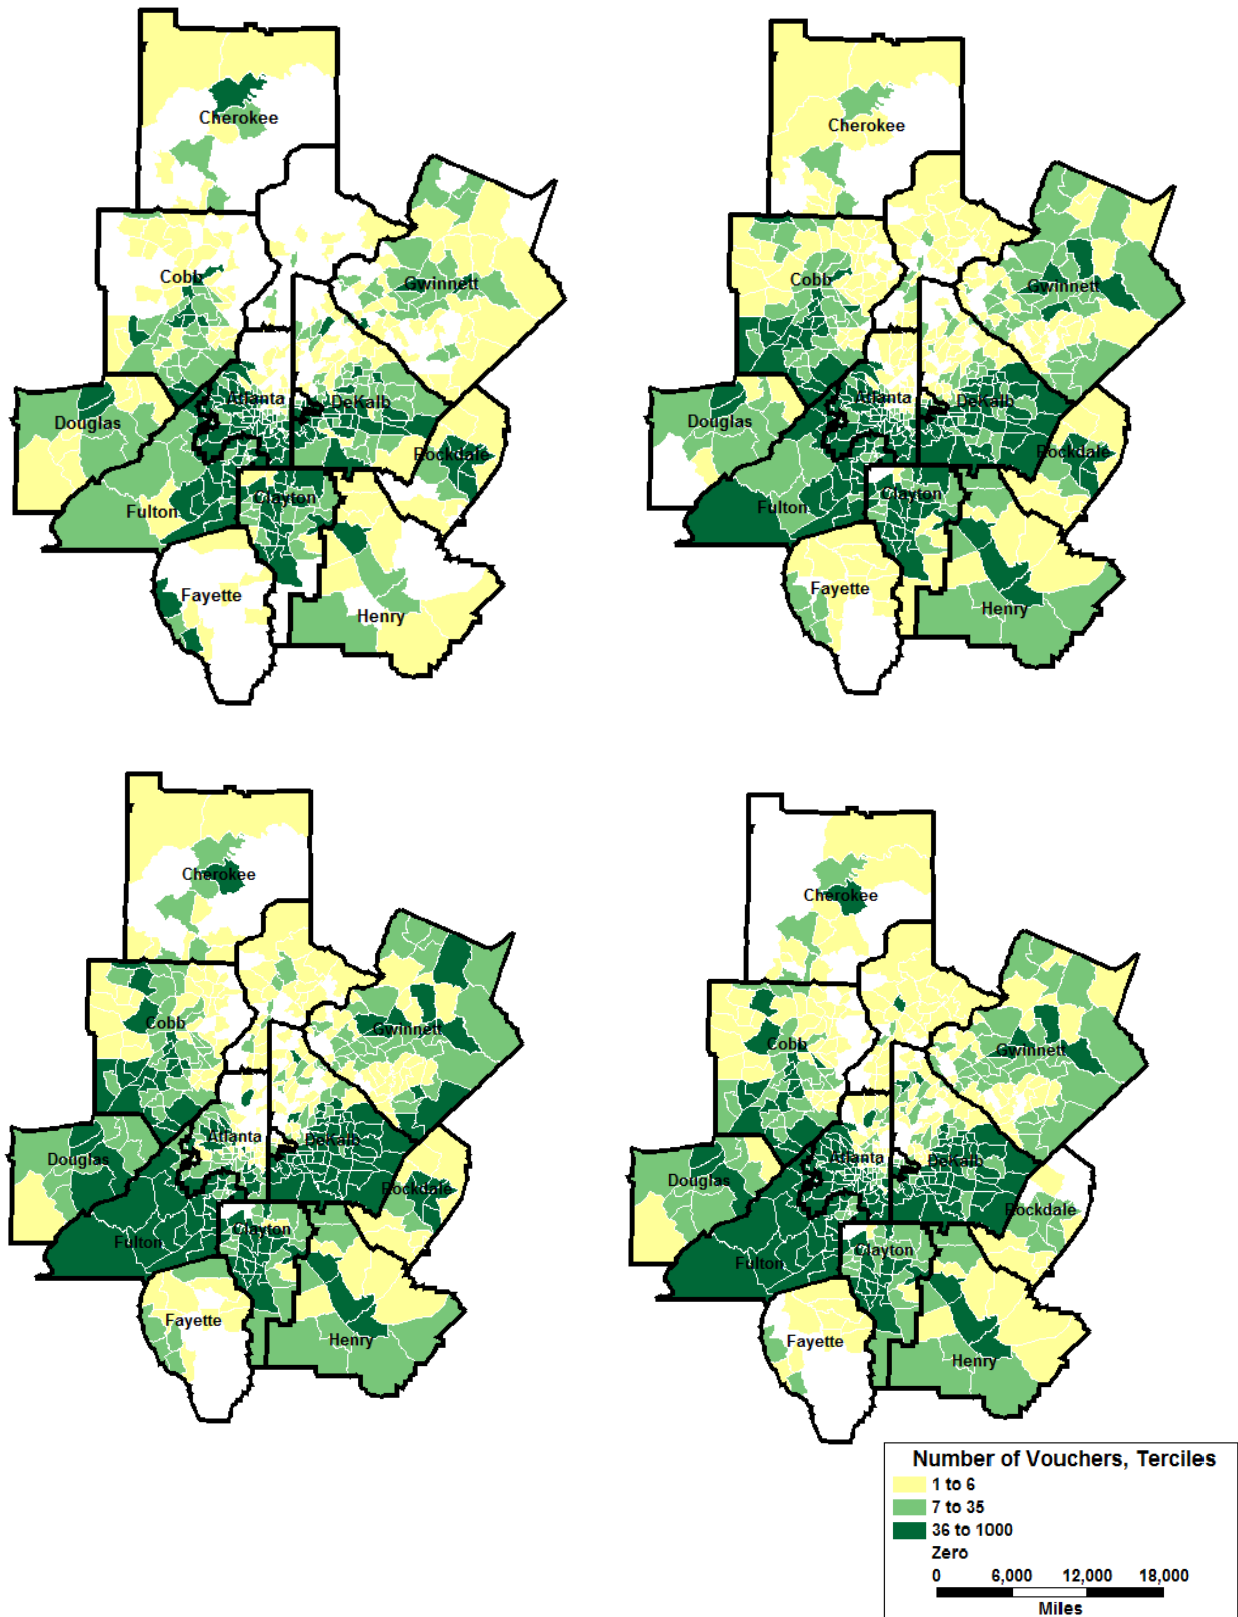 Cherokee
Cobb
Gwinnett
Atlanta
DeKalb
Douglas
Rockdale
Fulton
Clayton
Fayette
Henry
Cherokee
Cobb
Gwinnett
Atlanta
DeKalb
Douglas
Rockdale
Fulton
Clayton
Fayette
Henry
Cherokee
Cobb
Gwinnett
Atlanta
DeKalb
Douglas
Rockdale
Fulton
Clayton
Fayette
Henry
Cherokee
Cobb
Gwinnett
Atlanta
DeKalb
Douglas
Rockdale
Fulton
Clayton
Fayette
Henry
Number of Vouchers, Terciles
1 to 6
7 to 35
36 to 1000
Zero
0 6,000 12,000 18,000
Miles